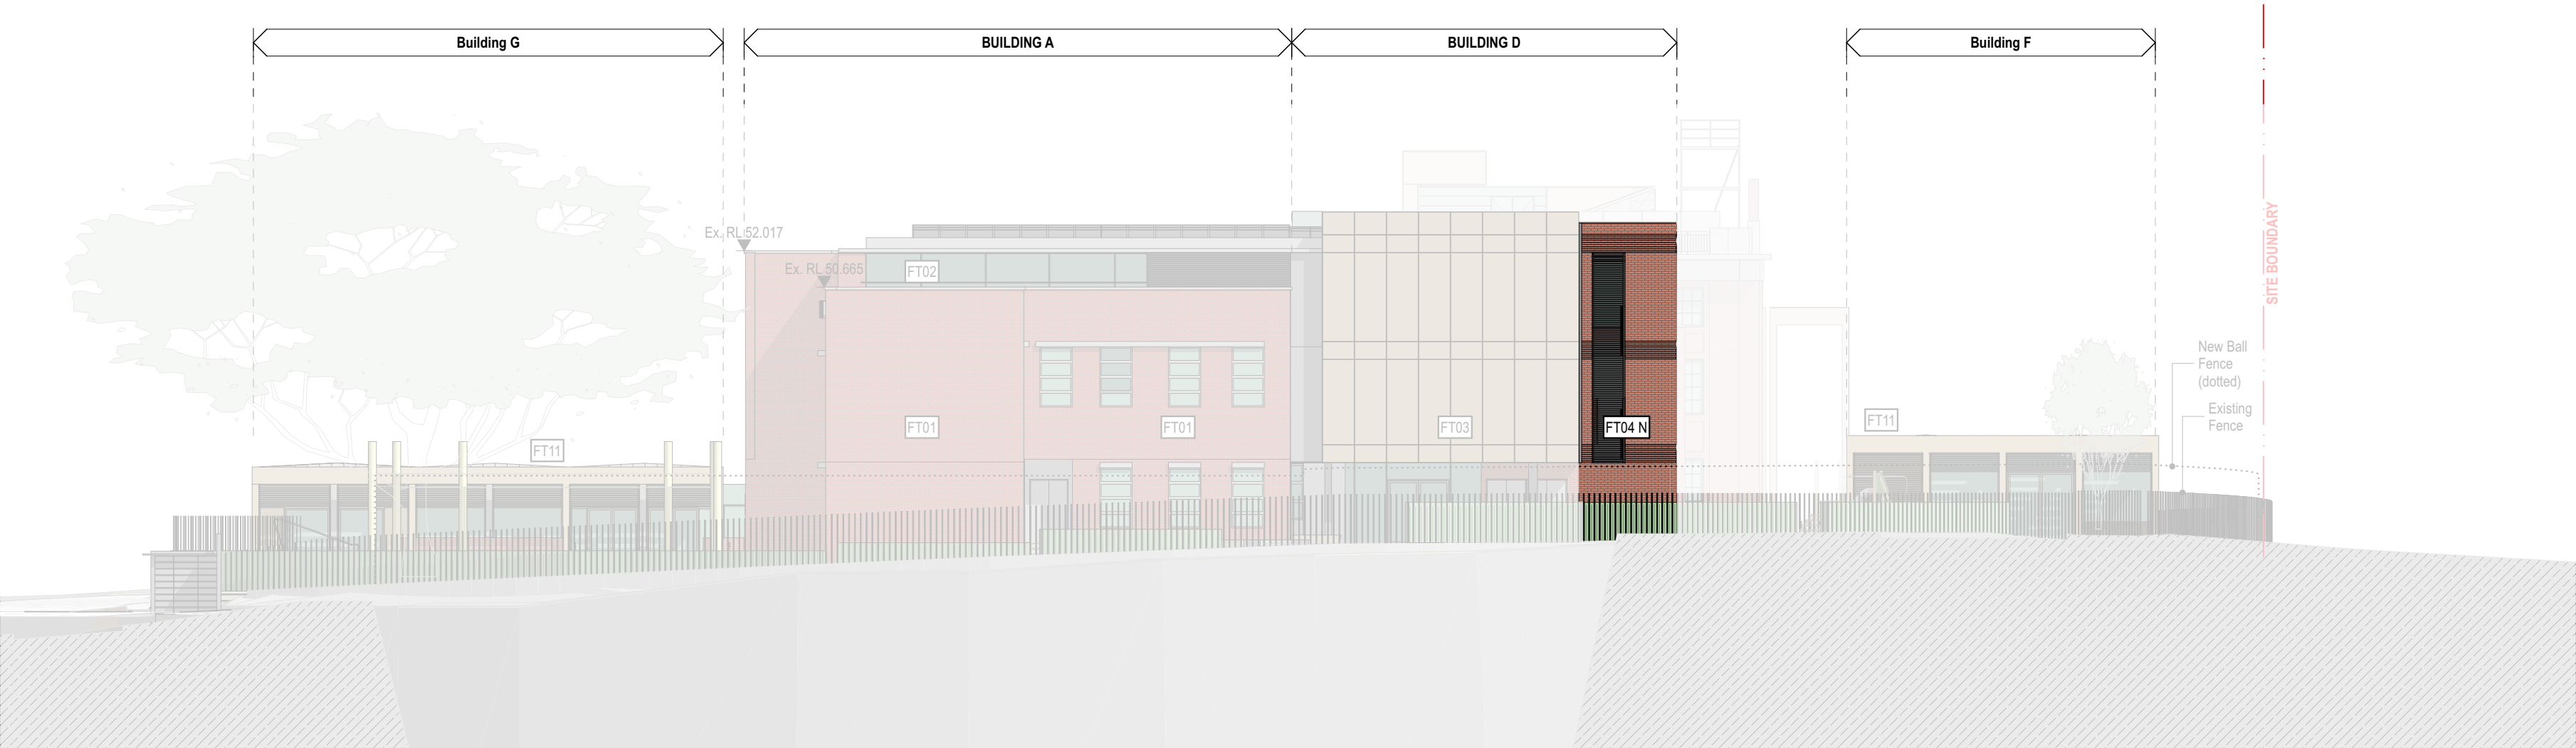 Building G
BUILDING A
BUILDING D
Building F
Ex. RL 52.017
SITE BOUNDARY
Ex. RL 50.665
FT02
New Ball
Fence
(dotted)
Existing
Fence
FT11
FT01
FT01
FT03
FT04 N
FT11